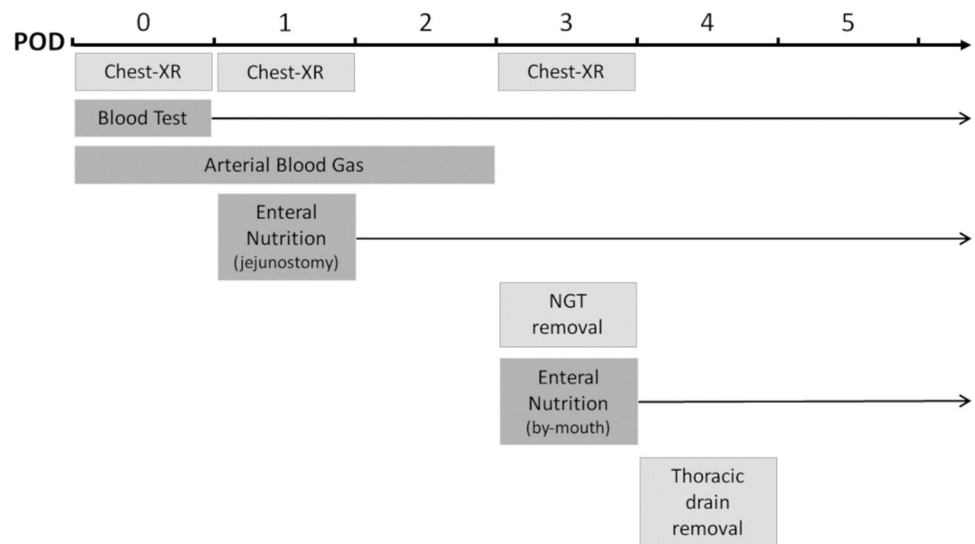 0 1 2 3 4 5
POD
Chest-XR Chest-XR Chest-XR
Blood Test
Arterial Blood Gas
Enteral
Nutrition
(jejunostomy)
NGT
removal
Enteral
Nutrition
(by-mouth)
Thoracic
drain
removal